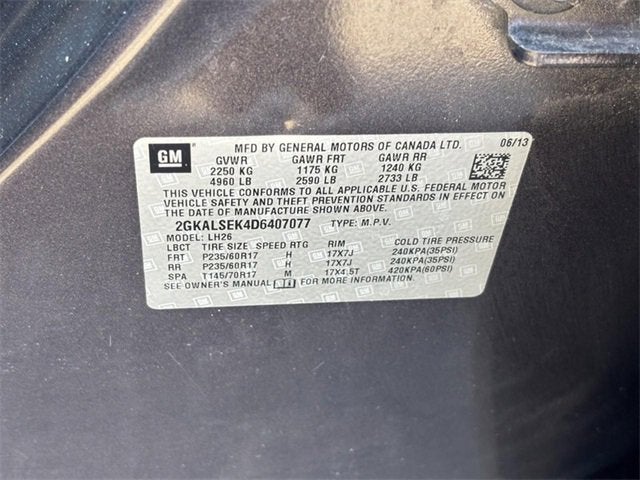 GM MFD BY GENERAL MOTORS OF CANADA LTD. 06/13
GVWR GAWR FRT GAWR RR
2250 KG 1175 KG 1240 KG
4960 LB 2590 LB 2733 LB
THIS VEHICLE CONFORMS TO ALL APPLICABLE U.S. FEDERAL MOTOR
VEHICLE SAFETY AND THEFT PREVENTION STANDARDS IN EFFECT ON
THE DATE OF MANUFACTURE SHOWN ABOVE.
2GKALSEK4D6407077 TYPE: M.P.V.
MODEL: LH26
LBCT TIRE SIZE SPEED RTG RIM COLD TIRE PRESSURE
FRT P235/60R17 H 17X7J 240KPA(35PSI)
RR P235/60R17 H 17X7J 240KPA(35PSI)
SPA T145/70R17 M 17X4.5T 420KPA(60PSI)
SEE OWNER'S MANUAL FOR MORE INFORMATION.